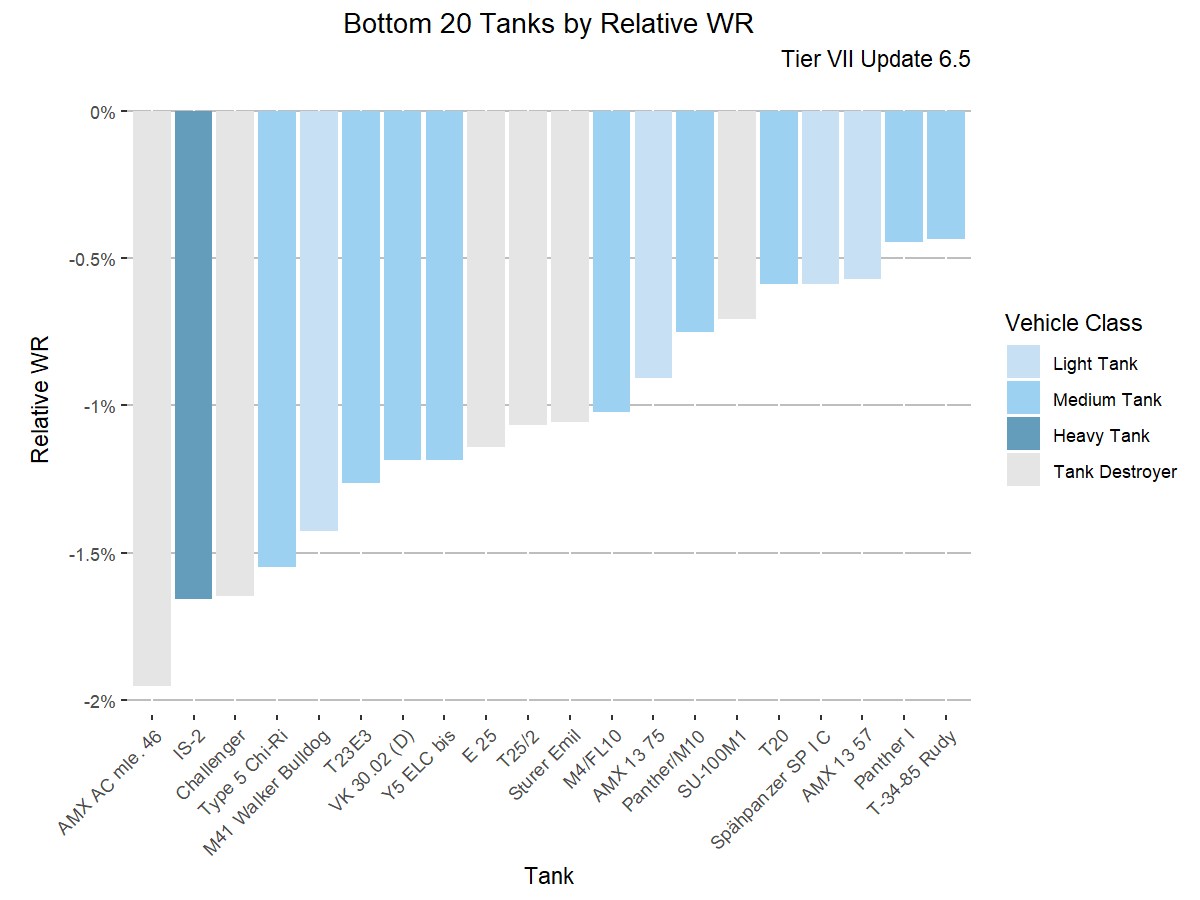 Bottom 20 Tanks by Relative WR
Tier VII Update 6.5
0%
-0.5%
-1%
-1.5%
-2%
Relative WR
AMX AC mle. 46
IS-2
Challenger
Type 5 Chi-Ri
M41 Walker Bulldog
T23E3
VK 30.02 (D)
Y5 ELC bis
E 25
T25/2
Sturer Emil
M4/FL10
AMX 13 75
Panther/M10
SU-100M1
T20
Spähpanzer SP I C
AMX 13 57
Panther I
T-34-85 Rudy
Tank
Vehicle Class
Light Tank
Medium Tank
Heavy Tank
Tank Destroyer